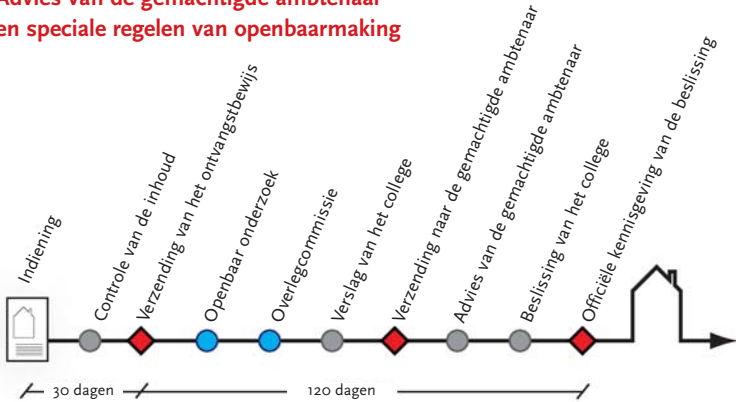 Advies van de gemachtigde ambtenaar
en speciale regelen van openbaarmaking
Indiening
Controle van de inhoud
Verzending van het ontvangstbewijs
Openbaar onderzoek
Overlegcommissie
Verslag van het college
Verzending naar de gemachtigde ambtenaar
Advies van de gemachtigde ambtenaar
Beslissing van het college
Officiële kennisgeving van de beslissing
30 dagen
120 dagen